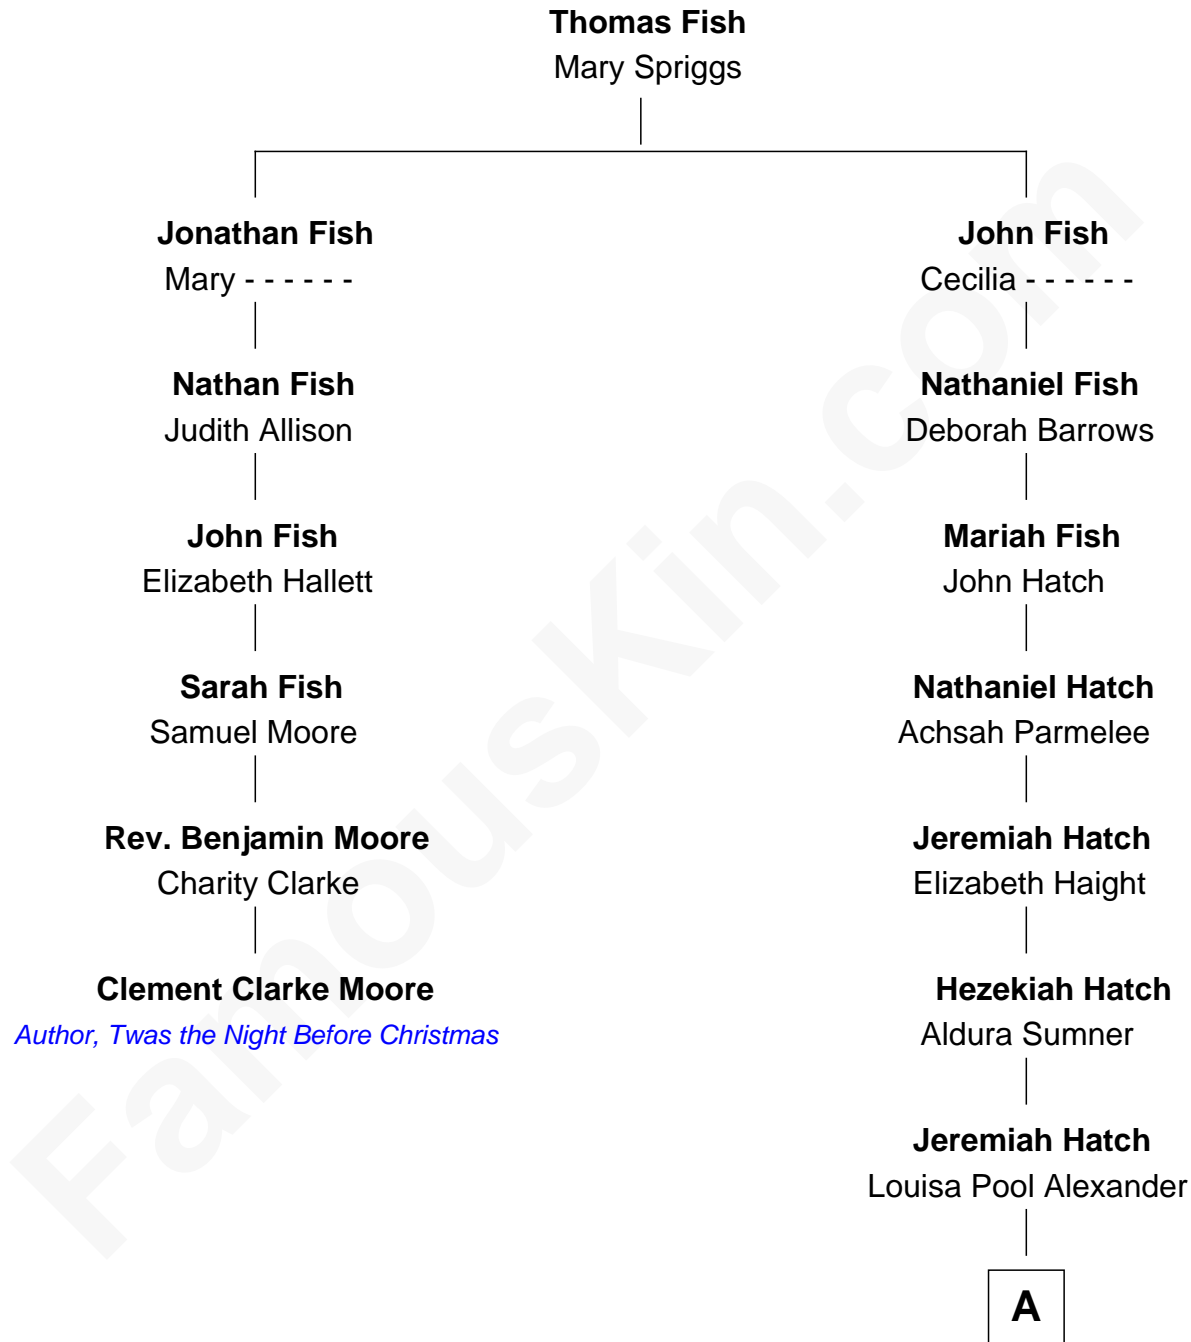 Thomas Fish
Mary Spriggs
Jonathan Fish
Mary - - - - - -
Nathan Fish
Judith Allison
John Fish
Elizabeth Hallett
Sarah Fish
Samuel Moore
Rev. Benjamin Moore
Charity Clarke
Clement Clarke Moore
Author, Twas the Night Before Christmas
John Fish
Cecilia - - - - - -
Nathaniel Fish
Deborah Barrows
Mariah Fish
John Hatch
Nathaniel Hatch
Achsah Parmelee
Jeremiah Hatch
Elizabeth Haight
Hezekiah Hatch
Aldura Sumner
Jeremiah Hatch
Louisa Pool Alexander
A
FamousKin.com